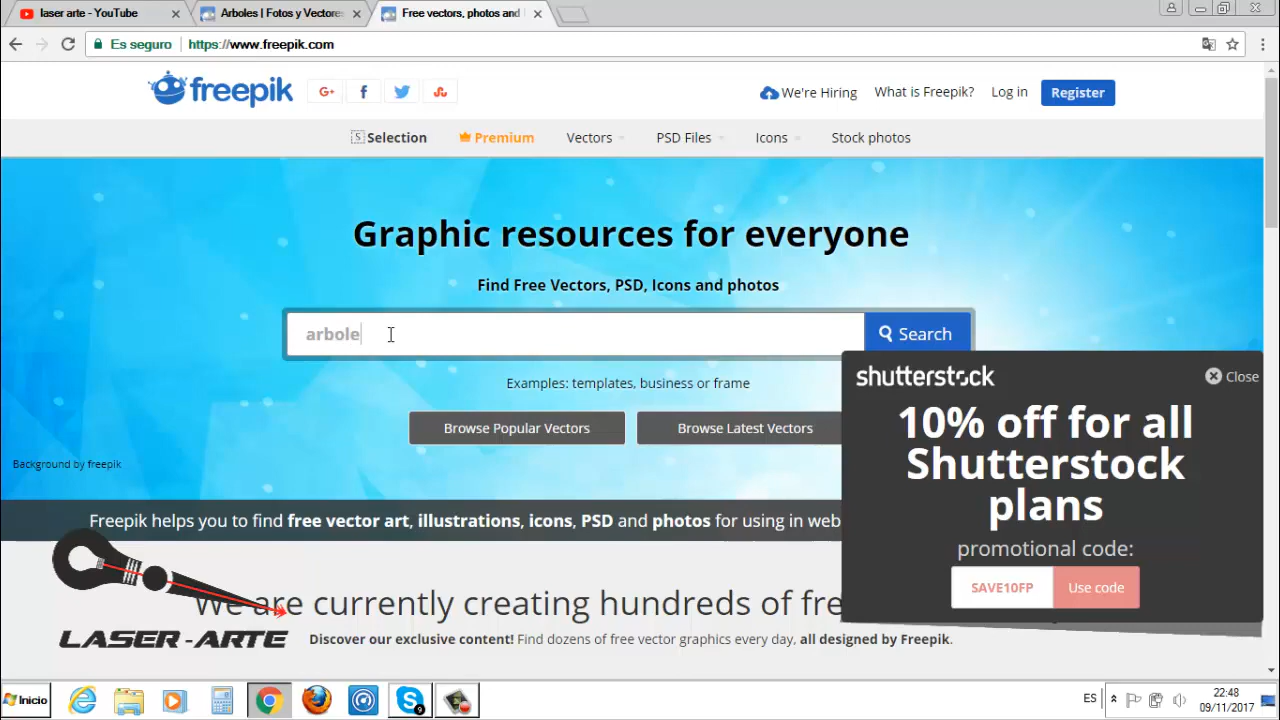 laser arte - YouTube
Arboles | Fotos y Vectores
Free vectors, photos and
Es seguro
https://www.freepik.com
freepik
G+
We're Hiring
What is Freepik?
Log in
Register
S Selection
Premium
Vectors
PSD Files
Icons
Stock photos
Graphic resources for everyone
Find Free Vectors, PSD, Icons and photos
arbole
Search
Examples: templates, business or frame
Browse Popular Vectors
Browse Latest Vectors
Background by freepik
shutterstock
Close
10% off for all
Shutterstock
plans
promotional code:
SAVE10FP
Use code
Freepik helps you to find free vector art, illustrations, icons, PSD and photos for using in web
We are currently creating hundreds of fre
Discover our exclusive content! Find dozens of free vector graphics every day, all designed by Freepik.
LASER-ARTE
Inicio
9
ES
22:48
09/11/2017